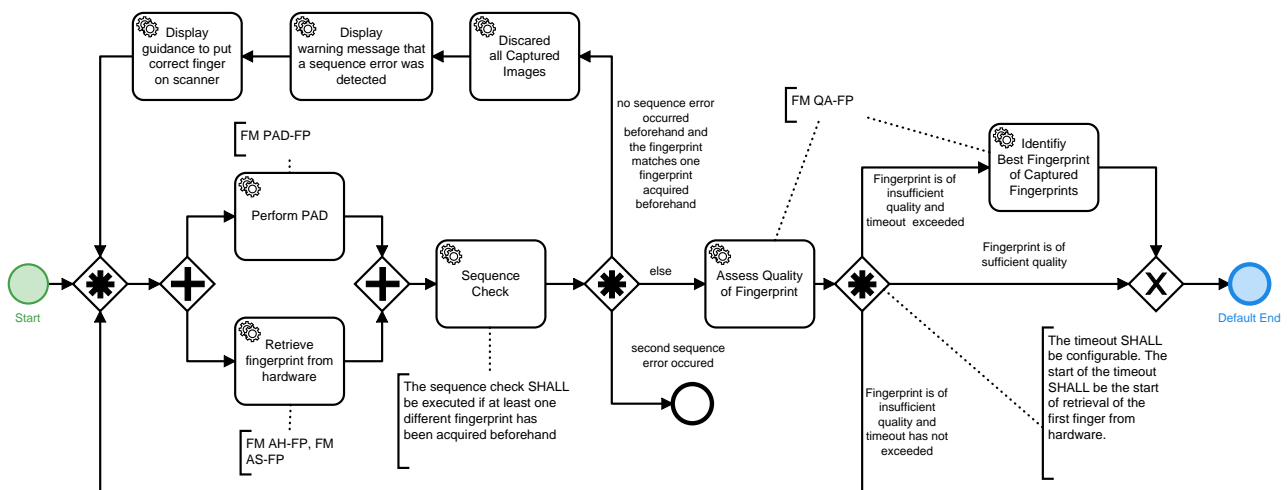 Display
guidance to put
correct finger
on scanner
Display
warning message that
a sequence error was
detected
Discared
all Captured
Images
no sequence error
occurred
beforehand and
the fingerprint
matches one
fingerprint
acquired
beforehand
FM QA-FP
Identifiy
Best Fingerprint
of Captured
Fingerprints
FM PAD-FP
Perform PAD
Fingerprint is of
insufficient
quality and
timeout exceeded
Fingerprint is of
sufficient quality
Start
Sequence
Check
else
Assess Quality
of Fingerprint
X
Default End
Retrieve
fingerprint from
hardware
second sequence
error occured
The sequence check SHALL
be executed if at least one
different fingerprint has
been acquired beforehand
FM AH-FP, FM
AS-FP
Fingerprint is of
insufficient
quality and
timeout has not
exceeded
The timeout SHALL
be configurable. The
start of the timeout
SHALL be the start
of retrieval of the
first finger from
hardware.